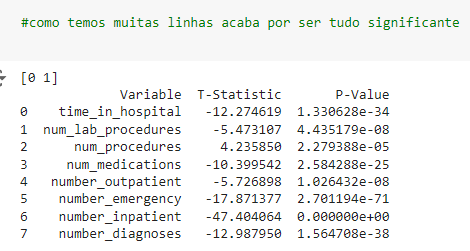 #como temos muitas linhas acaba por ser tudo significante
[0 1]
Variable T-Statistic P-Value
0 time_in_hospital -12.274619 1.330628e-34
1 num_lab_procedures -5.473107 4.435179e-08
2 num_procedures 4.235850 2.279388e-05
3 num_medications -10.399542 2.584288e-25
4 number_outpatient -5.726898 1.026432e-08
5 number_emergency -17.871377 2.701194e-71
6 number_inpatient -47.404064 0.000000e+00
7 number_diagnoses -12.987950 1.564708e-38